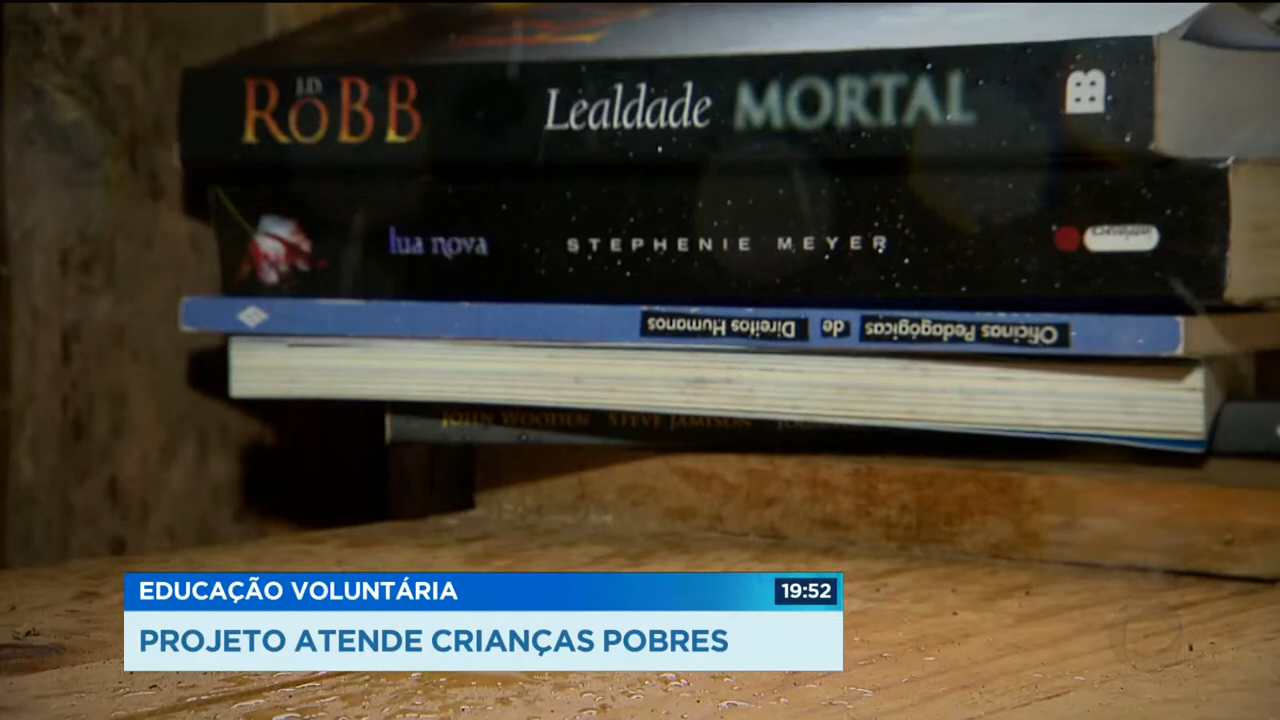 J.D. ROBB Lealdade MORTAL BB
lua nova STEPHENIE MEYER
Oficinas Pedagógicas de Direitos Humanos
JOHN WOODEN STEVE JAMISON
EDUCAÇÃO VOLUNTÁRIA 19:52
PROJETO ATENDE CRIANÇAS POBRES